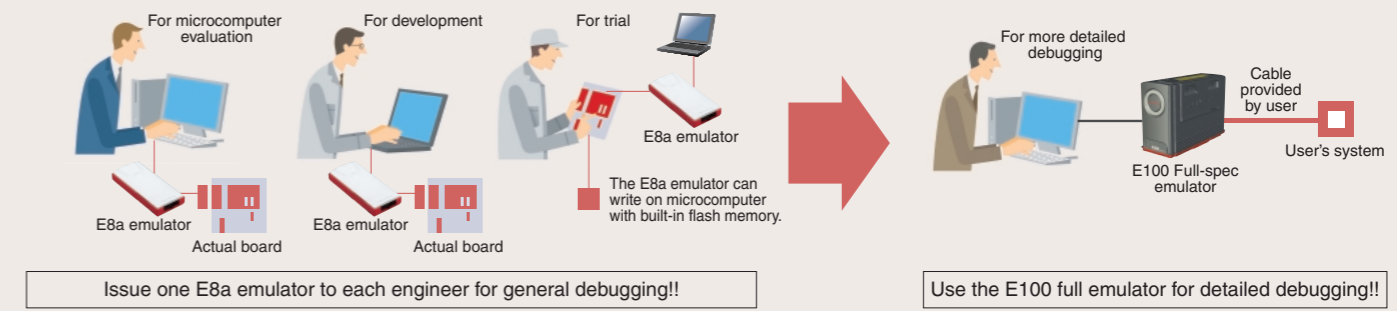 For microcomputer
evaluation
E8a emulator
Actual board
For development
E8a emulator
Actual board
For trial
E8a emulator
The E8a emulator can
write on microcomputer
with built-in flash memory.
Issue one E8a emulator to each engineer for general debugging!!
For more detailed
debugging
E100 Full-spec
emulator
Cable
provided
by user
User's system
Use the E100 full emulator for detailed debugging!!